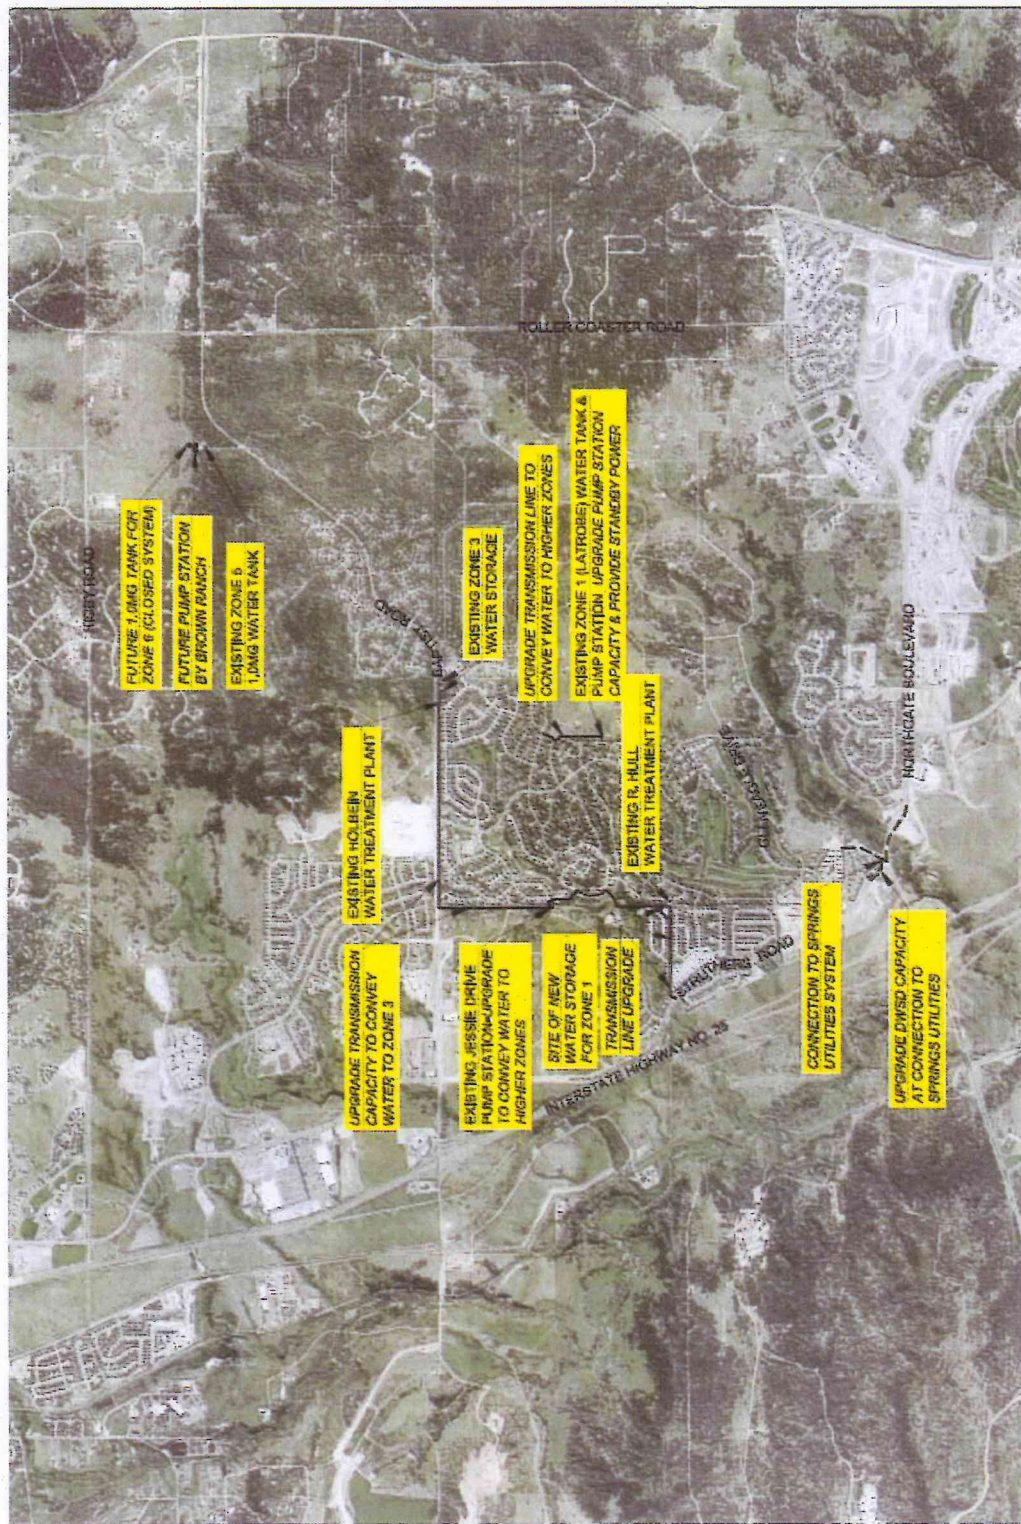 HIGBY ROAD
FUTURE 1.0MG TANK FOR
ZONE 6 (CLOSED SYSTEM)
FUTURE PUMP STATION
BY BROWN RANCH
EXISTING ZONE 5
1.0MG WATER TANK
UPGRADE TRANSMISSION
CAPACITY TO CONVEY
WATER TO ZONE 3
EXISTING HOLBEIN
WATER TREATMENT PLANT
BAPTIST ROAD
ROLLER COASTER ROAD
EXISTING ZONE 3
WATER STORAGE
EXISTING JESSIE DRIVE
PUMP STATION-UPGRADE
TO CONVEY WATER TO
HIGHER ZONES
UPGRADE TRANSMISSION LINE TO
CONVEY WATER TO HIGHER ZONES
SITE OF NEW
WATER STORAGE
FOR ZONE 1
EXISTING ZONE 1 (LATROBE) WATER TANK &
PUMP STATION UPGRADE PUMP STATION
CAPACITY & PROVIDE STANDBY POWER
TRANSMISSION
LINE UPGRADE
EXISTING R. HULL
WATER TREATMENT PLANT
INTERSTATE HIGHWAY NO. 25
STRUTHERS ROAD
GLENEAGLE DRIVE
CONNECTION TO SPRINGS
UTILITIES SYSTEM
NORTHGATE BOULEVARD
UPGRADE DWSD CAPACITY
AT CONNECTION TO
SPRINGS UTILITIES